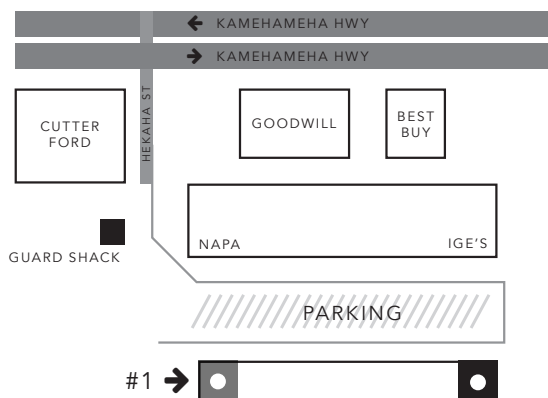 KAMEHAMEHA HWY
KAMEHAMEHA HWY
HEKAHA ST
CUTTER
FORD
GOODWILL
BEST
BUY
GUARD SHACK
NAPA
IGE'S
PARKING
#1